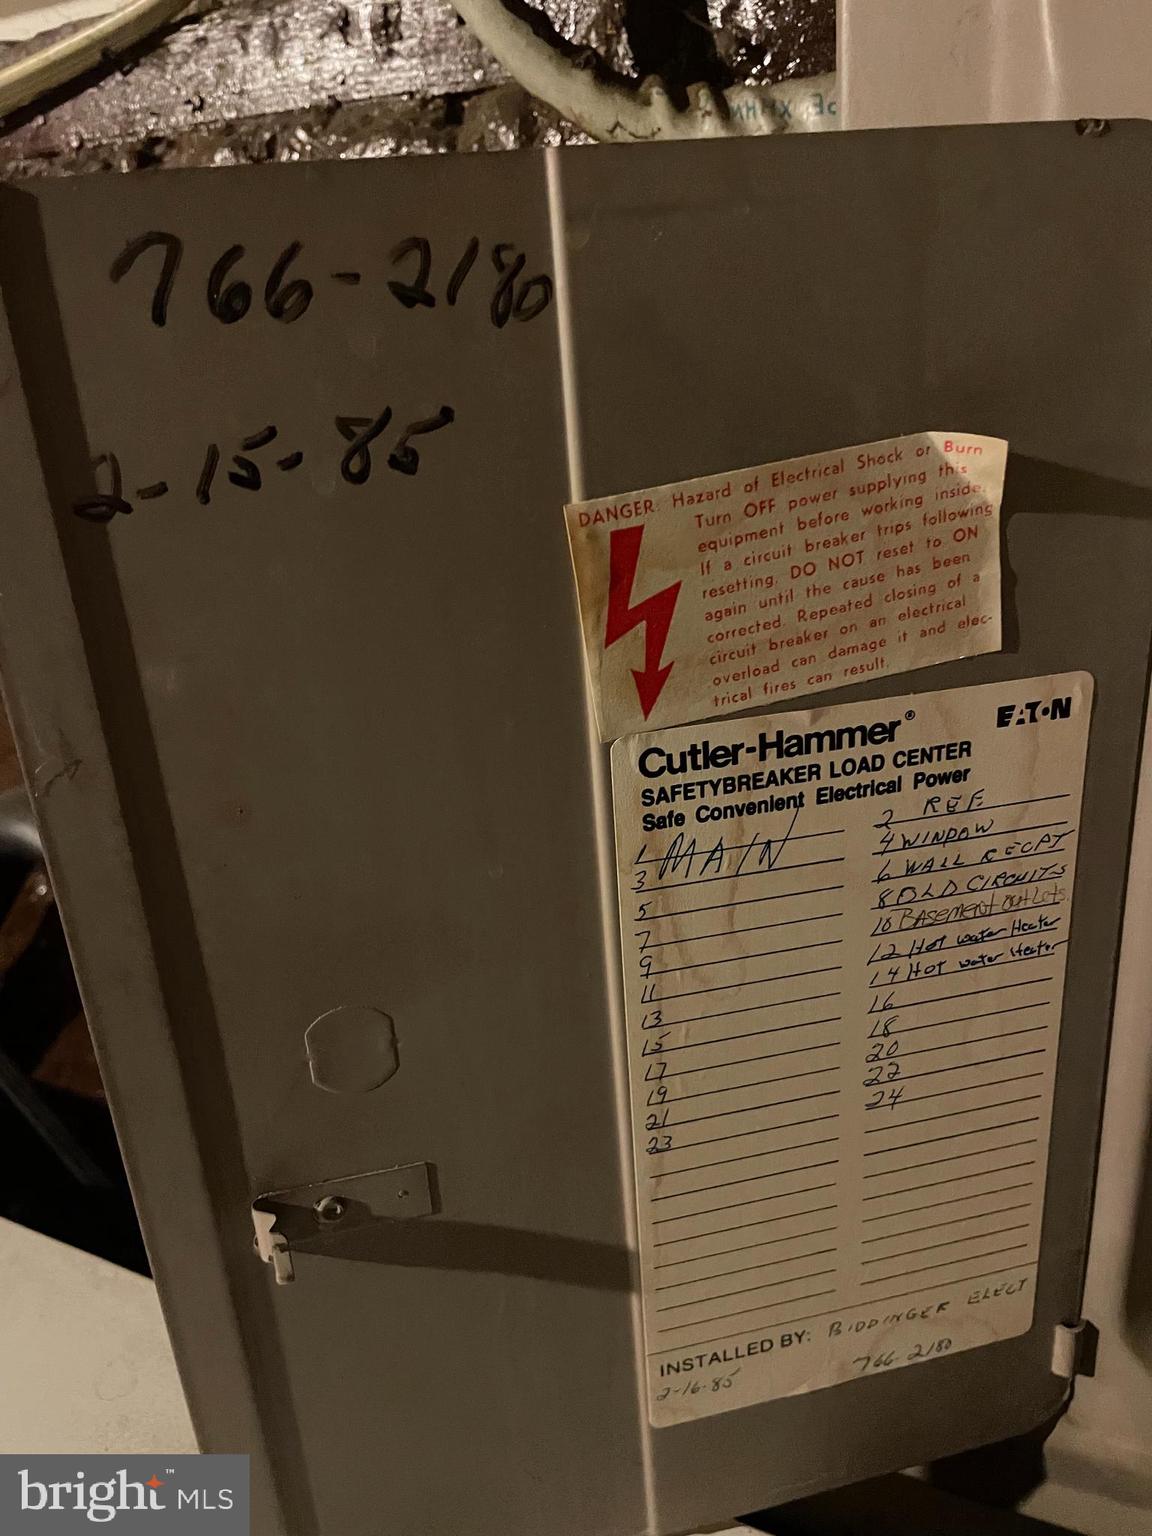 766-2180
2-15-85
DANGER: Hazard of Electrical Shock or Burn
Turn OFF power supplying this
equipment before working inside.
If a circuit breaker trips following
resetting, DO NOT reset to ON
again until the cause has been
corrected. Repeated closing of a
circuit breaker on an electrical
overload can damage it and elec-
trical fires can result.
EAT•N
Cutler-Hammer®
SAFETYBREAKER LOAD CENTER
Safe Convenient Electrical Power
1 MAIN
3
5
7
9
11
13
15
17
19
21
23
2 REF
4 WINDOW
6 WALL RECPT
8 OLD CIRCUITS
10 BASEMENT OUTLETS
12 Hot water Heater
14 Hot water Heater
16
18
20
22
24
INSTALLED BY: BIDDINGER ELECT
2-16-85 766-2180
bright™ MLS